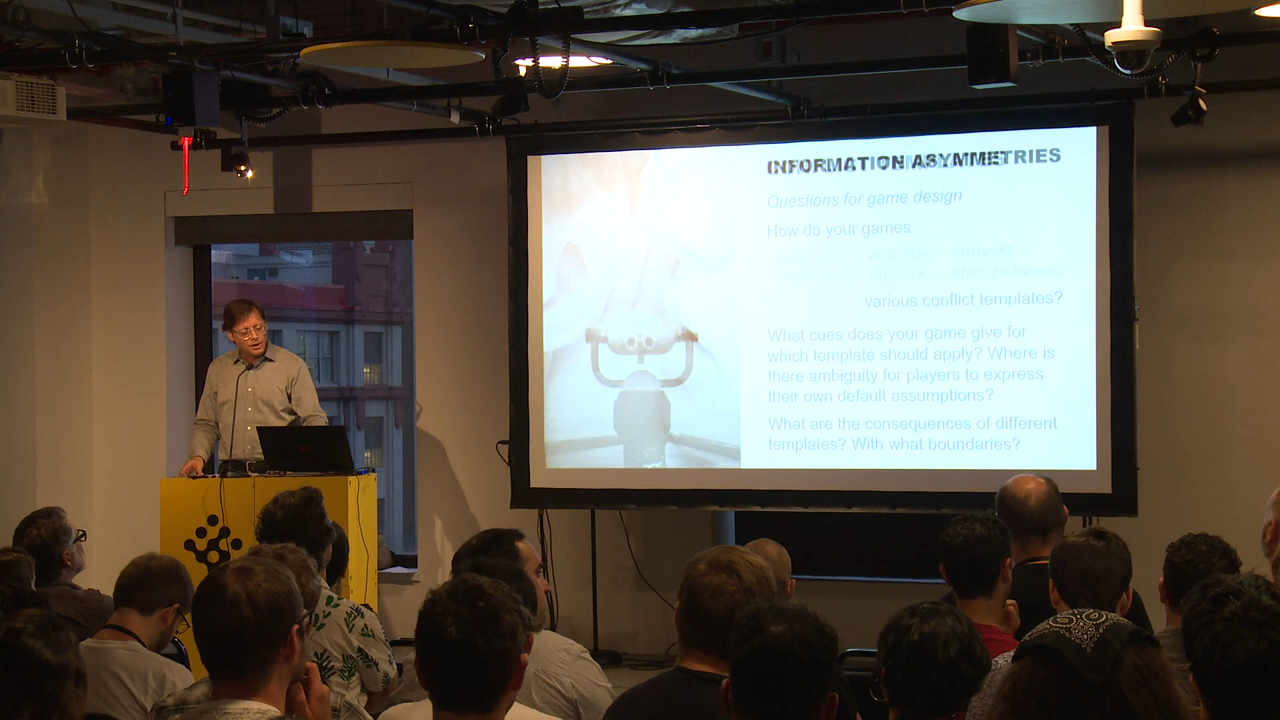 INFORMATION ASYMMETRIES
Questions for game design
How do your games
various conflict templates?
What cues does your game give for
which template should apply? Where is
there ambiguity for players to express
their own default assumptions?
What are the consequences of different
templates? With what boundaries?